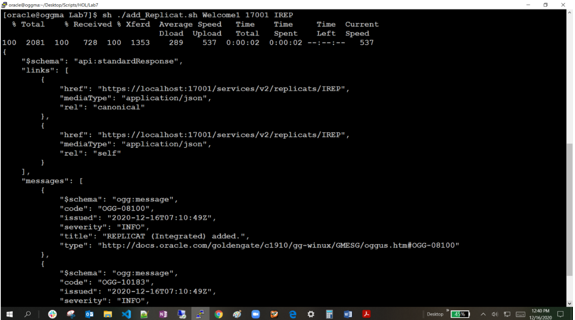 oracle@oggma:~/Desktop/Scripts/HOL/Lab7
[oracle@oggma Lab7]$ sh ./add_Replicat.sh Welcome1 17001 IREP
  % Total    % Received % Xferd  Average Speed   Time    Time     Time  Current
                                 Dload  Upload   Total   Spent    Left  Speed
100  2081  100   728  100  1353    289    537  0:00:02  0:00:02 --:--:--   537
{
    "$schema": "api:standardResponse",
    "links": [
        {
            "href": "https://localhost:17001/services/v2/replicats/IREP",
            "mediaType": "application/json",
            "rel": "canonical"
        },
        {
            "href": "https://localhost:17001/services/v2/replicats/IREP",
            "mediaType": "application/json",
            "rel": "self"
        }
    ],
    "messages": [
        {
            "$schema": "ogg:message",
            "code": "OGG-08100",
            "issued": "2020-12-16T07:10:49Z",
            "severity": "INFO",
            "title": "REPLICAT (Integrated) added.",
            "type": "http://docs.oracle.com/goldengate/c1910/gg-winux/GMESG/oggus.htm#OGG-08100"
        },
        {
            "$schema": "ogg:message",
            "code": "OGG-10183",
            "issued": "2020-12-16T07:10:49Z",
            "severity": "INFO",
Desktop
12:40 PM
12/16/2020